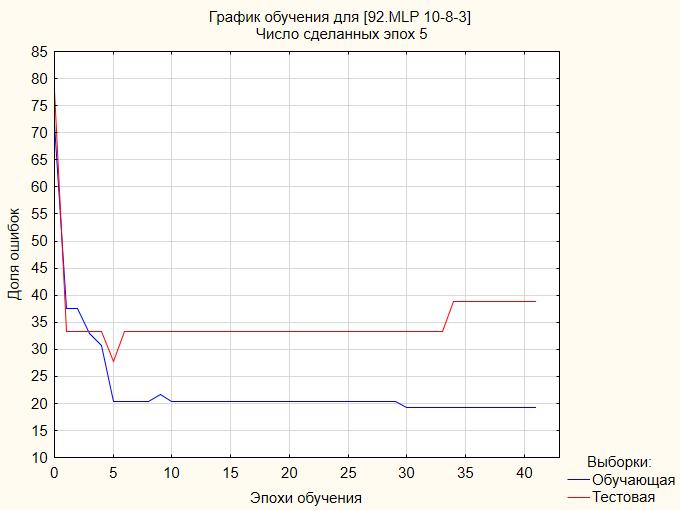 График обучения для [92.MLP 10-8-3]
Число сделанных эпох 5
85
80
75
70
65
60
55
50
45
40
35
30
25
20
15
10
Доля ошибок
0 5 10 15 20 25 30 35 40
Эпохи обучения
Выборки:
Обучающая
Тестовая